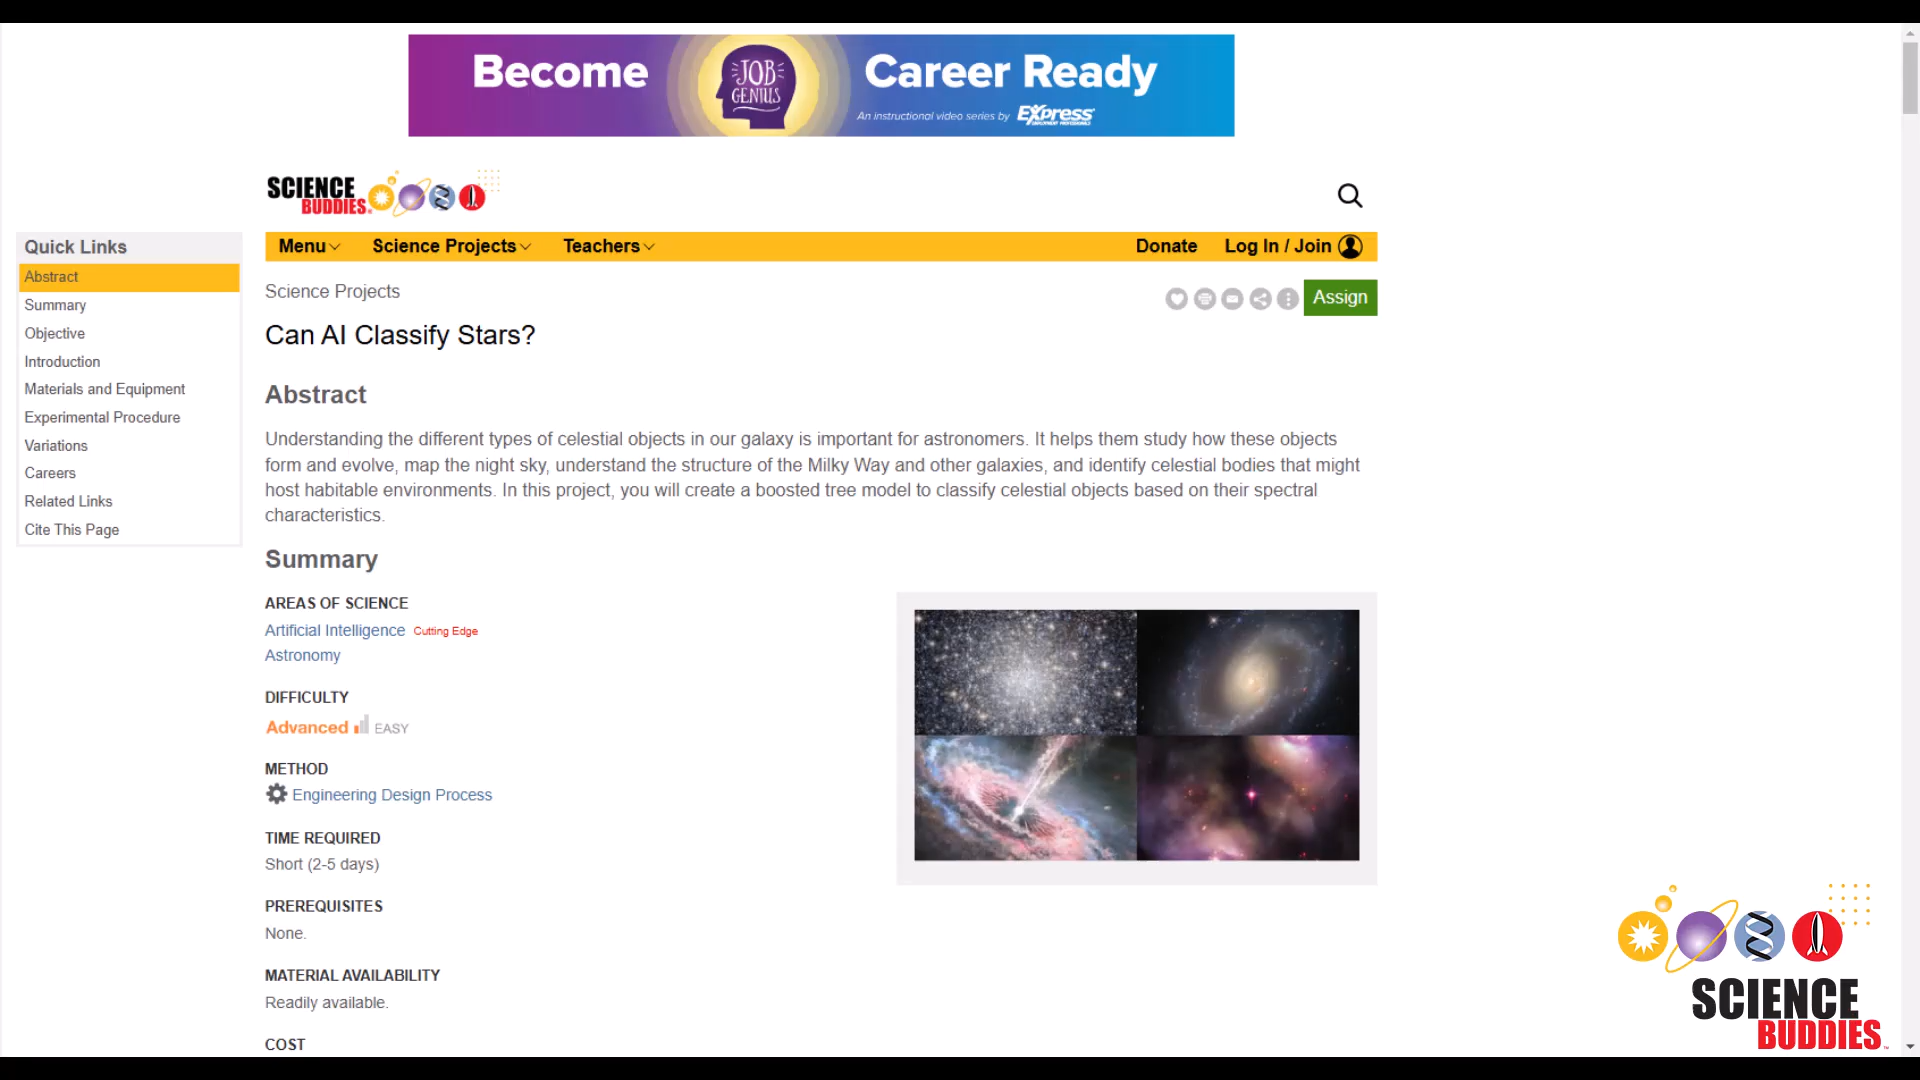 Become JOB GENIUS Career Ready
An instructional video series by Express
SCIENCE
BUDDIES
Menu Science Projects Teachers Donate Log In / Join
Quick Links
Abstract
Summary
Objective
Introduction
Materials and Equipment
Experimental Procedure
Variations
Careers
Related Links
Cite This Page
Science Projects
Assign
Can AI Classify Stars?
Abstract
Understanding the different types of celestial objects in our galaxy is important for astronomers. It helps them study how these objects
form and evolve, map the night sky, understand the structure of the Milky Way and other galaxies, and identify celestial bodies that might
host habitable environments. In this project, you will create a boosted tree model to classify celestial objects based on their spectral
characteristics.
Summary
AREAS OF SCIENCE
Artificial Intelligence Cutting Edge
Astronomy
DIFFICULTY
Advanced EASY
METHOD
Engineering Design Process
TIME REQUIRED
Short (2-5 days)
PREREQUISITES
None.
MATERIAL AVAILABILITY
Readily available.
COST
SCIENCE
BUDDIES